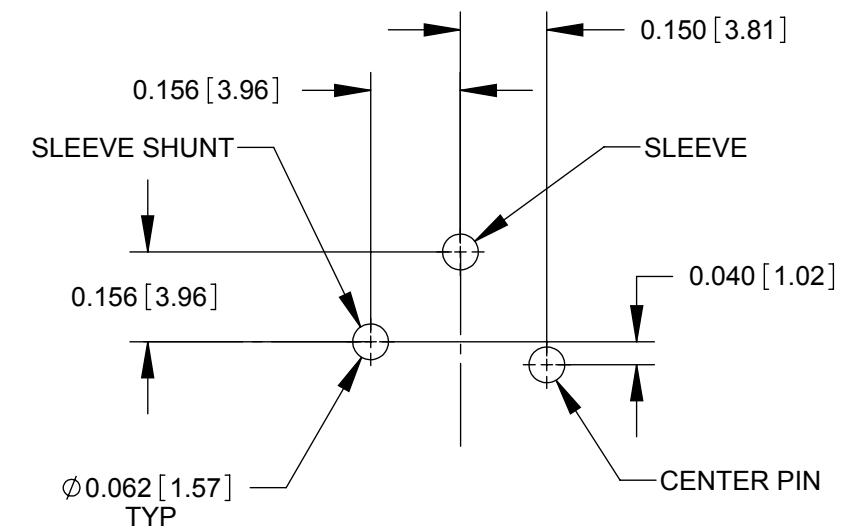 0.150 [3.81]
0.156 [3.96]
SLEEVE SHUNT
SLEEVE
0.156 [3.96]
0.040 [1.02]
∅0.062 [1.57]
TYP
CENTER PIN